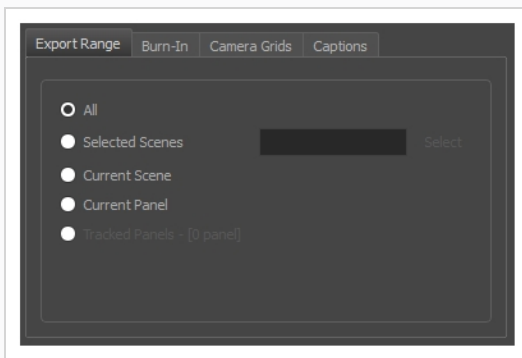 Export Range Burn-In Camera Grids Captions
All
Selected Scenes Select
Current Scene
Current Panel
Tracked Panels - [0 panel]